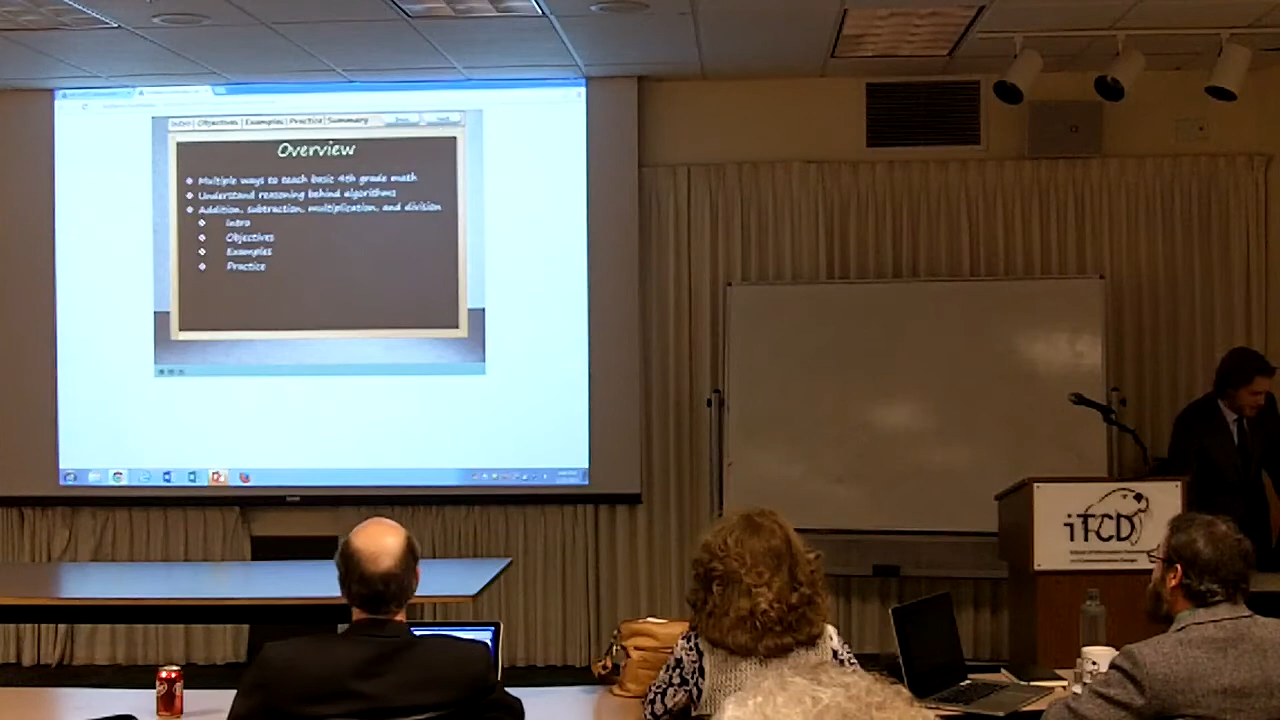 Intro Objectives Examples Practice Summary
Overview
Multiple ways to teach basic 4th grade math
Understand reasoning behind algorithms
Addition, subtraction, multiplication, and division
Intro
Objectives
Examples
Practice
iTCD